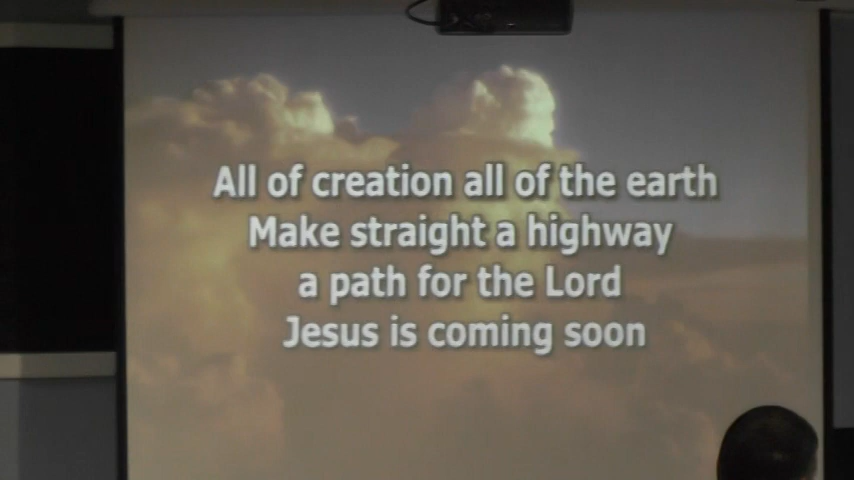 All of creation all of the earth
Make straight a highway
a path for the Lord
Jesus is coming soon